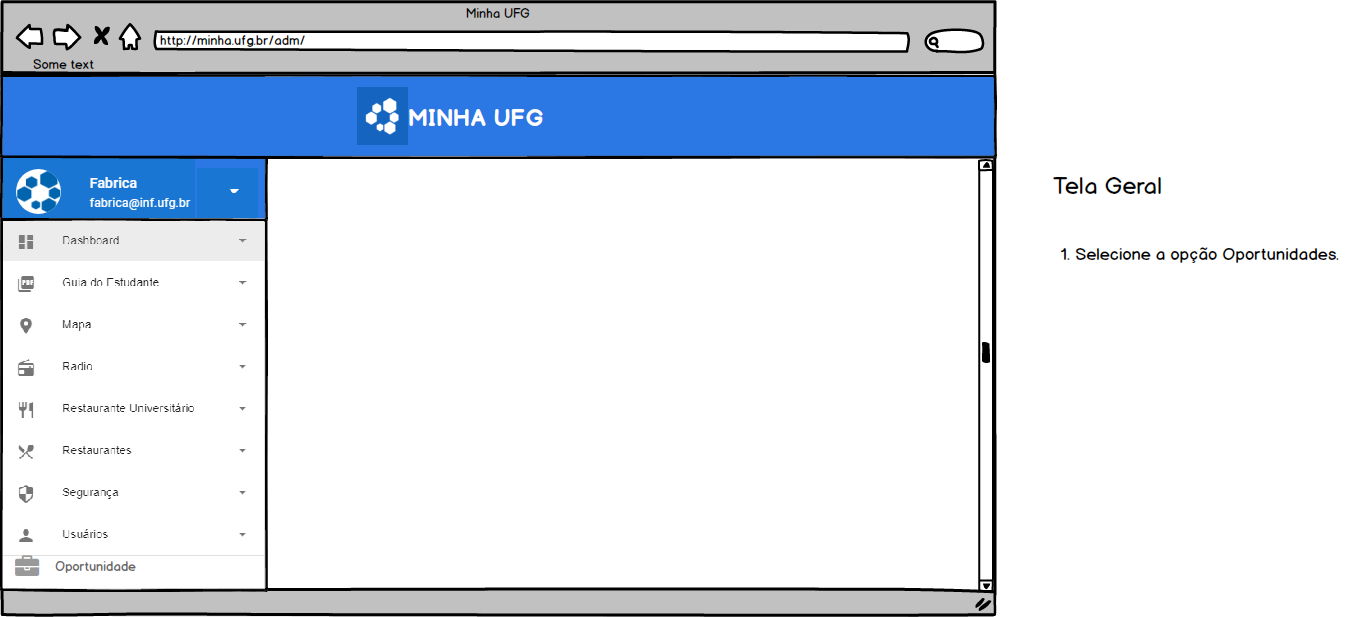 Minha UFG
http://minha.ufg.br/adm/
Some text
MINHA UFG
Fabrica
fabrica@inf.ufg.br
Dashboard
Guia do Estudante
PDF
Mapa
Radio
Restaurante Universitário
Restaurantes
Segurança
Usuários
Oportunidade
Tela Geral
1. Selecione a opção Oportunidades.